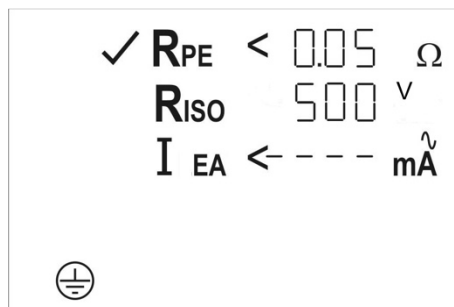 ✓ RPE < 0.05 Ω
RISO 500 V
I EA <---- mA